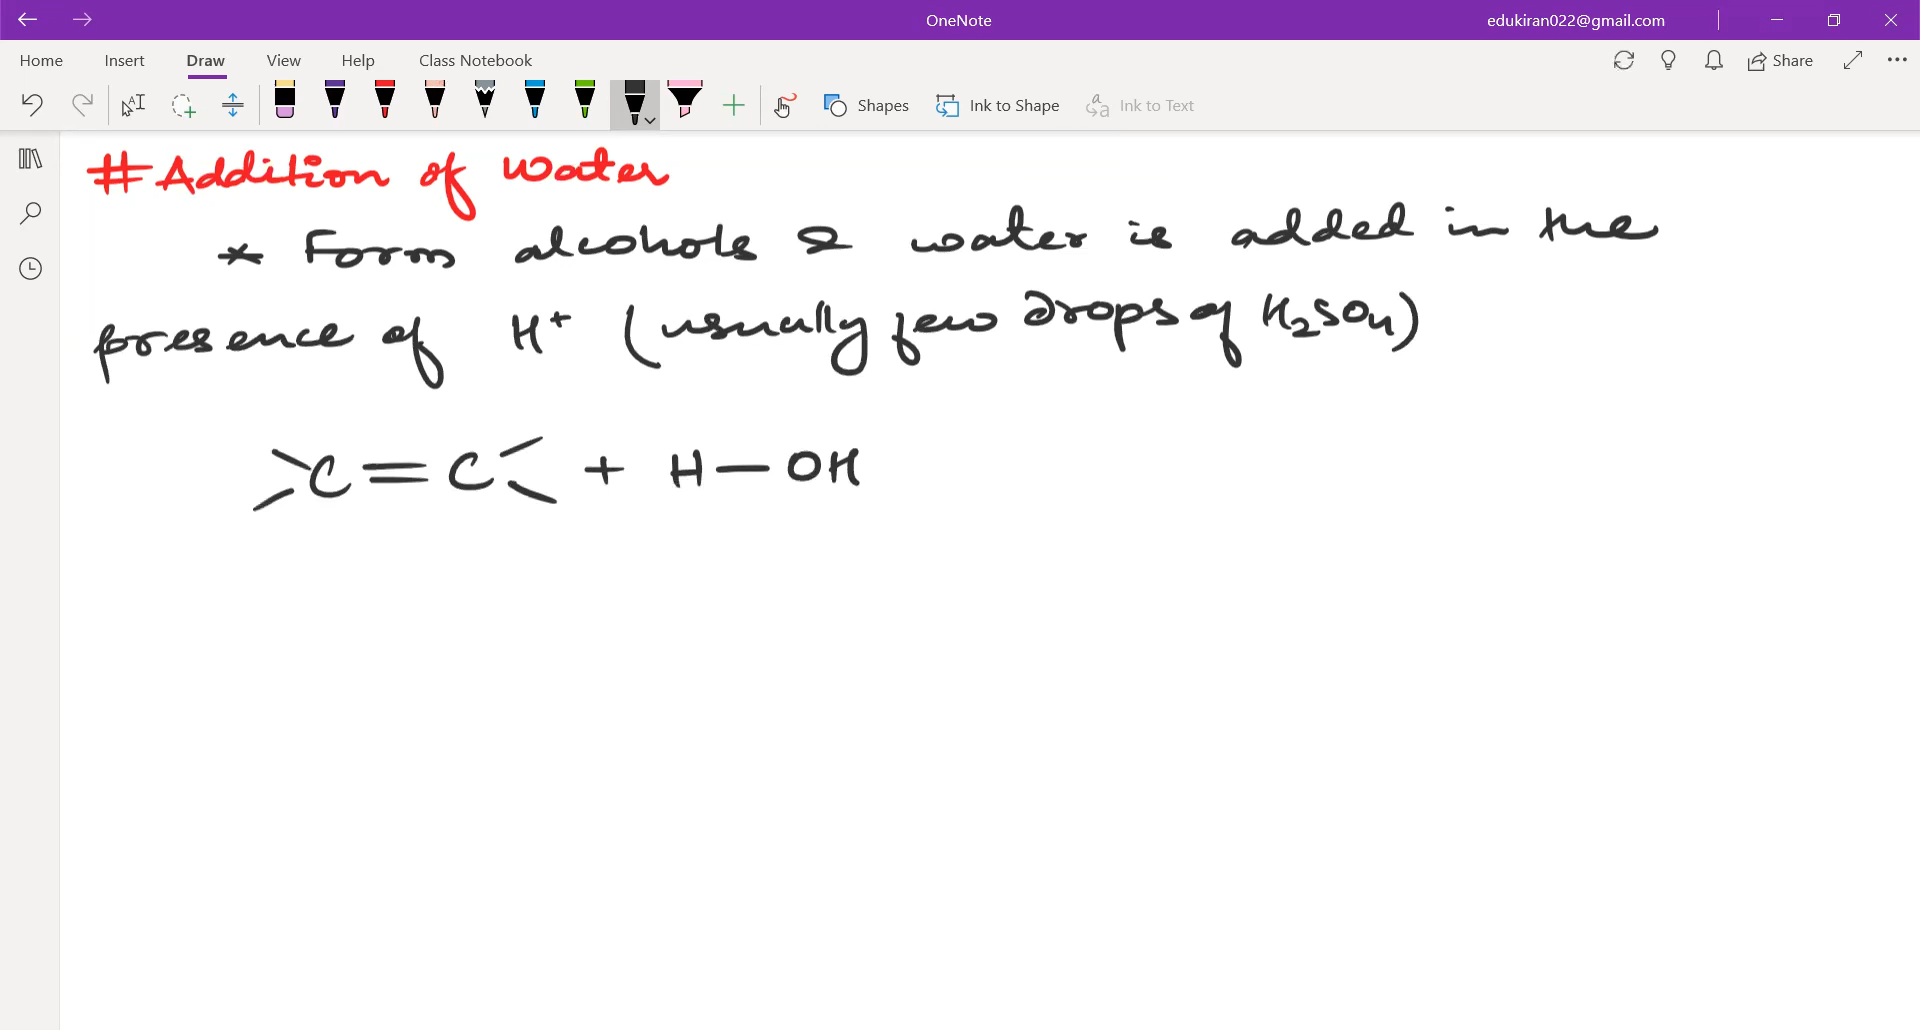 OneNote
edukiran022@gmail.com
Home Insert Draw View Help Class Notebook Share
Shapes Ink to Shape Ink to Text
# Addition of water
* Form alcohols & water is added in the
presence of H⁺ (usually few drops of H₂SO₄)
>C=C< + H—OH